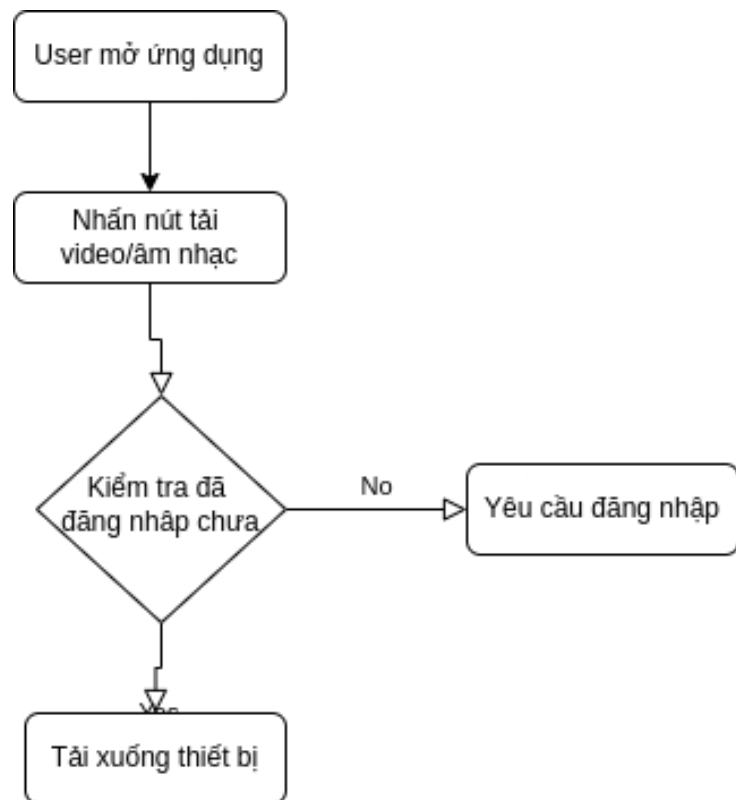 User mở ứng dụng
Nhấn nút tải
video/âm nhạc
Kiểm tra đã
đăng nhâp chưa
No
Yêu cầu đăng nhập
Yes
Tải xuống thiết bị